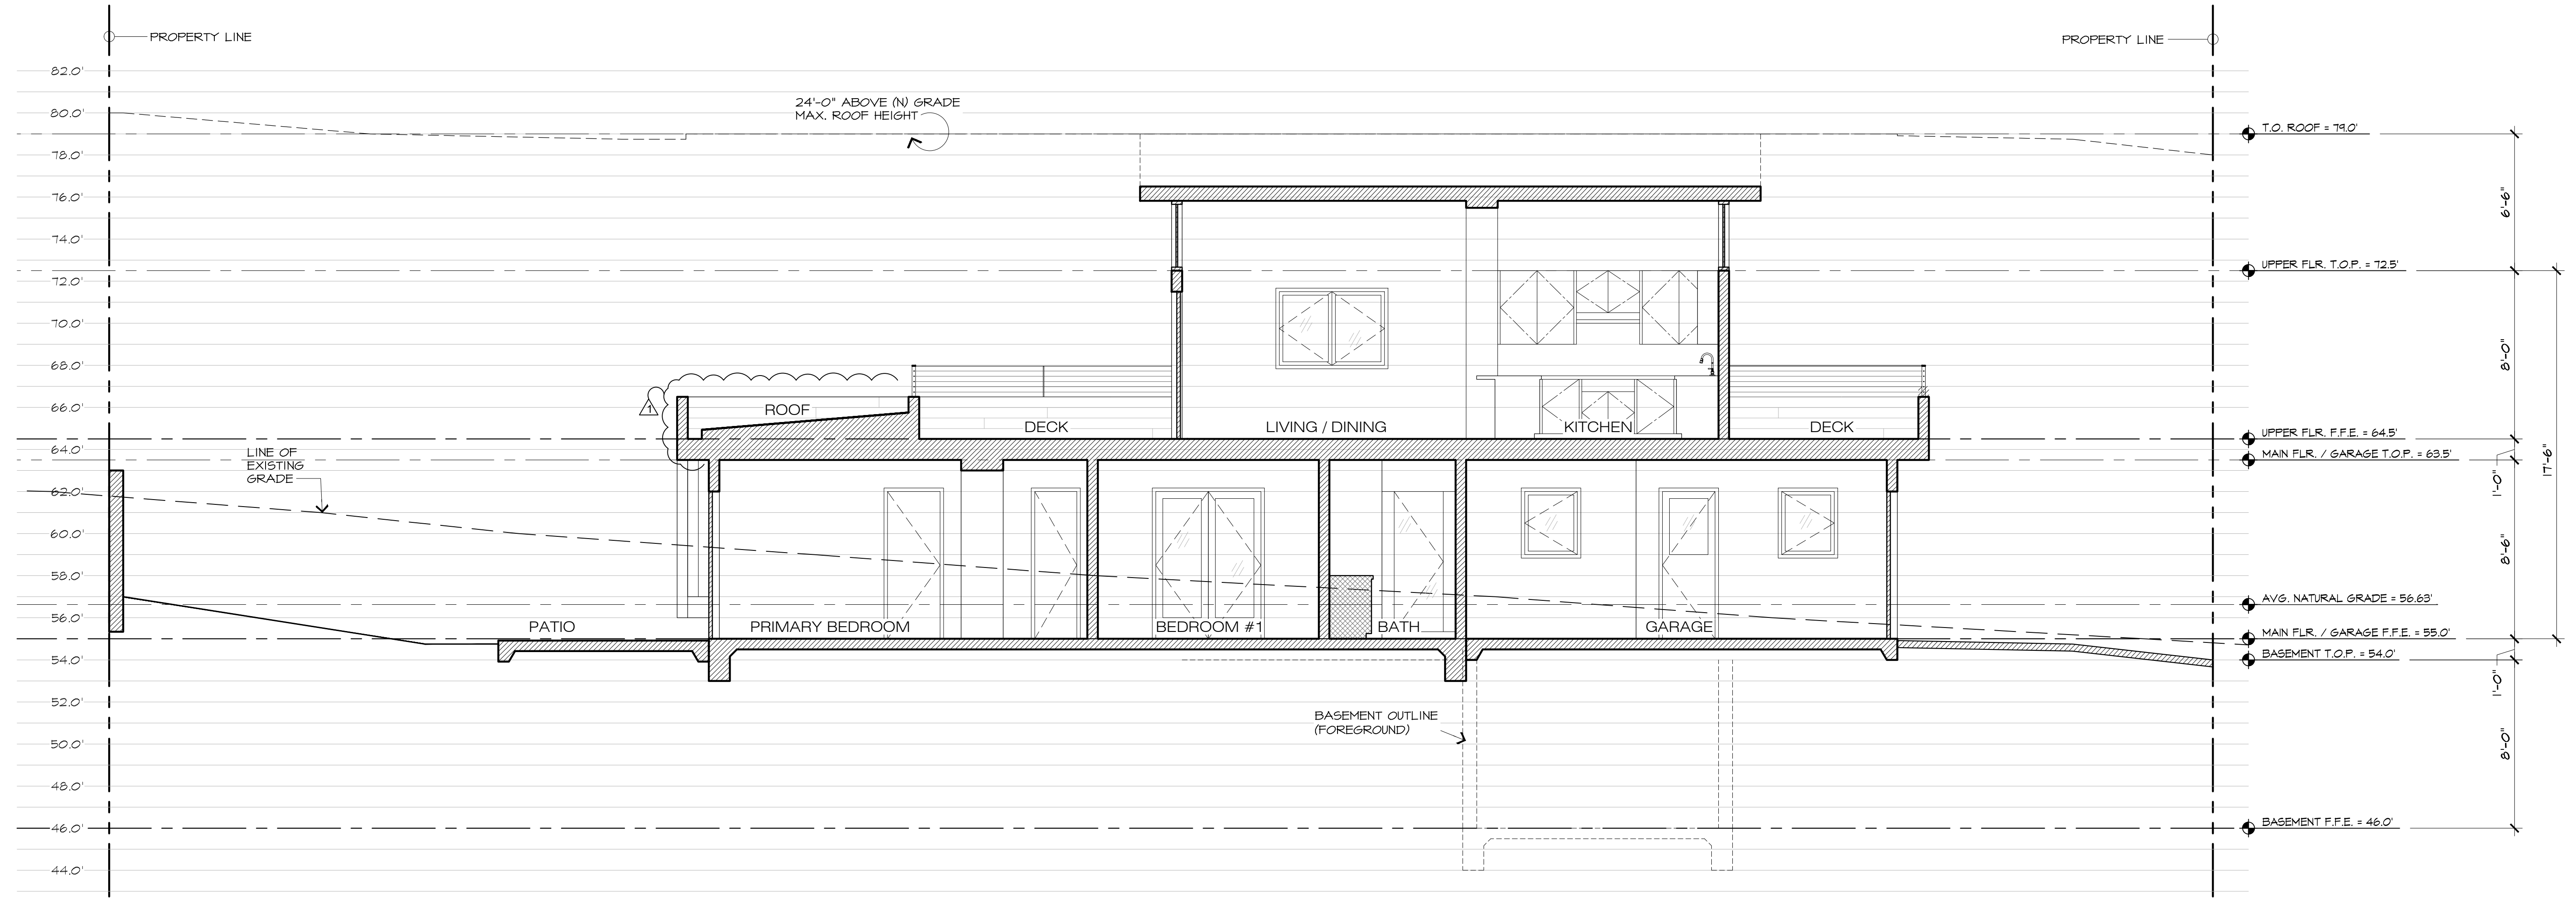 PROPERTY LINE
PROPERTY LINE
82.0'
80.0'
78.0'
76.0'
74.0'
72.0'
70.0'
68.0'
66.0'
64.0'
62.0'
60.0'
58.0'
56.0'
54.0'
52.0'
50.0'
48.0'
46.0'
44.0'
24'-0" ABOVE (N) GRADE
MAX. ROOF HEIGHT
1
ROOF
DECK
LIVING / DINING
KITCHEN
DECK
LINE OF
EXISTING
GRADE
PATIO
PRIMARY BEDROOM
BEDROOM #1
BATH
GARAGE
BASEMENT OUTLINE
(FOREGROUND)
T.O. ROOF = 79.0'
UPPER FLR. T.O.P. = 72.5'
UPPER FLR. F.F.E. = 64.5'
MAIN FLR. / GARAGE T.O.P. = 63.5'
AVG. NATURAL GRADE = 56.63'
MAIN FLR. / GARAGE F.F.E. = 55.0'
BASEMENT T.O.P. = 54.0'
BASEMENT F.F.E. = 46.0'
6'-6"
8'-0"
1'-0"
8'-6"
1'-0"
8'-0"
17'-6"